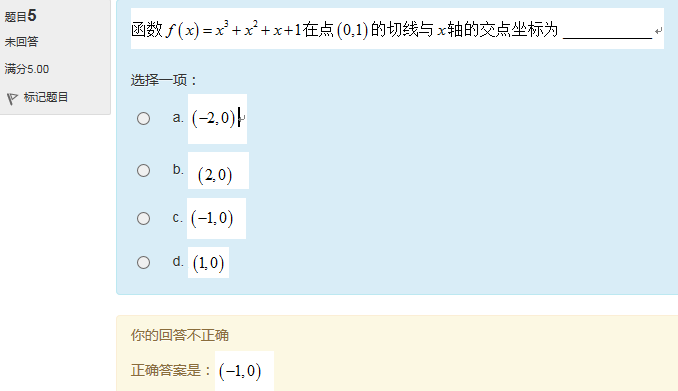 题目5
未回答
满分5.00
标记题目
函数 f(x)=x³+x²+x+1在点(0,1)的切线与x轴的交点坐标为 ___________
选择一项：
a. (−2,0)
b. (2,0)
c. (−1,0)
d. (1,0)
你的回答不正确
正确答案是：(−1,0)